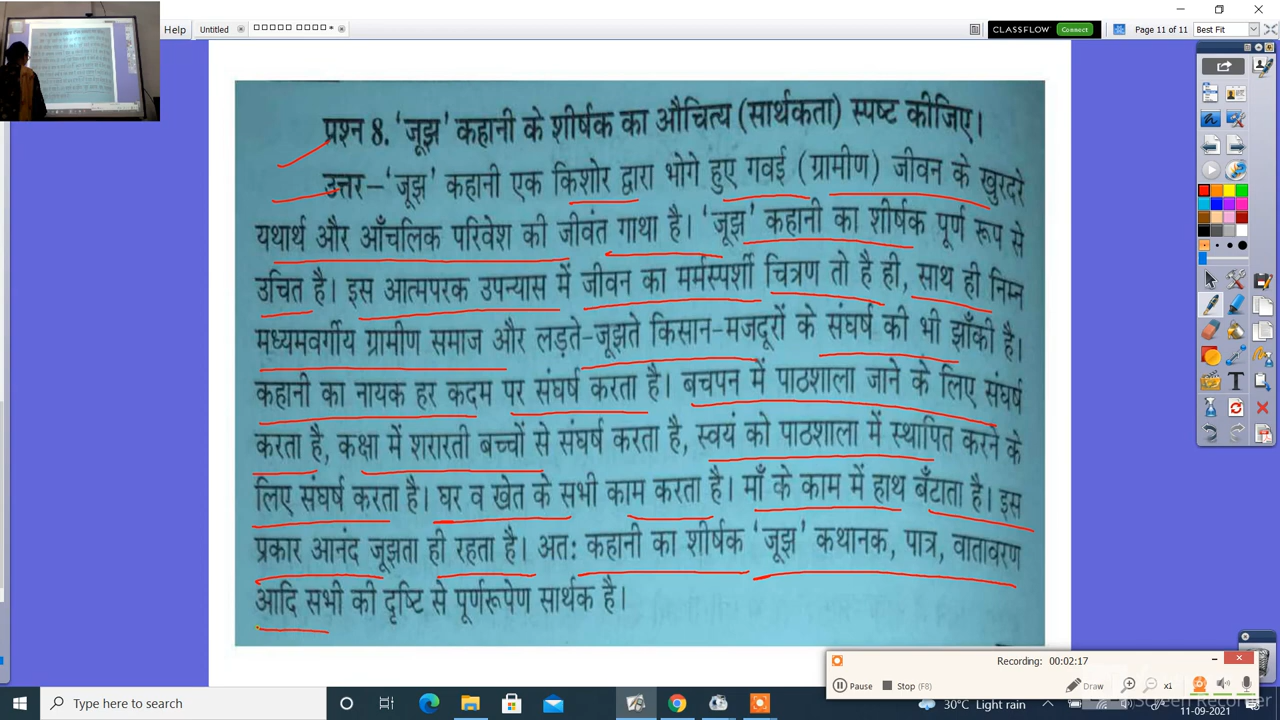 Help
Untitled
CLASSFLOW Connect
Page 11 of 11
Best Fit
प्रश्न 8. 'जूझ' कहानी के शीर्षक का औचित्य (सार्थकता) स्पष्ट कीजिए।
उत्तर – 'जूझ' कहानी एक किशोर द्वारा भोगे हुए गवई (ग्रामीण) जीवन के खुरदरे
यथार्थ और आँचलिक परिवेश की जीवंत गाथा है। 'जूझ' कहानी का शीर्षक पूर्ण रूप से
उचित है। इस आत्मपरक उपन्यास में जीवन का मर्मस्पर्शी चित्रण तो है ही, साथ ही निम्न
मध्यमवर्गीय ग्रामीण समाज और लड़ते-जूझते किसान-मजदूरों के संघर्ष की भी झाँकी है।
कहानी का नायक हर कदम पर संघर्ष करता है। बचपन में पाठशाला जाने के लिए संघर्ष
करता है, कक्षा में शरारती बच्चों से संघर्ष करता है, स्वयं को पाठशाला में स्थापित करने के
लिए संघर्ष करता है। घर व खेत के सभी काम करता है। माँ के काम में हाथ बँटाता है। इस
प्रकार आनंद जूझता ही रहता है। अतः कहानी का शीर्षक 'जूझ' कथानक, पात्र, वातावरण
आदि सभी की दृष्टि से पूर्णरूपेण सार्थक है।
Recording: 00:02:17
Pause
Stop (F8)
Draw
x1
Screen Recorder
Type here to search
30°C Light rain
11-09-2021